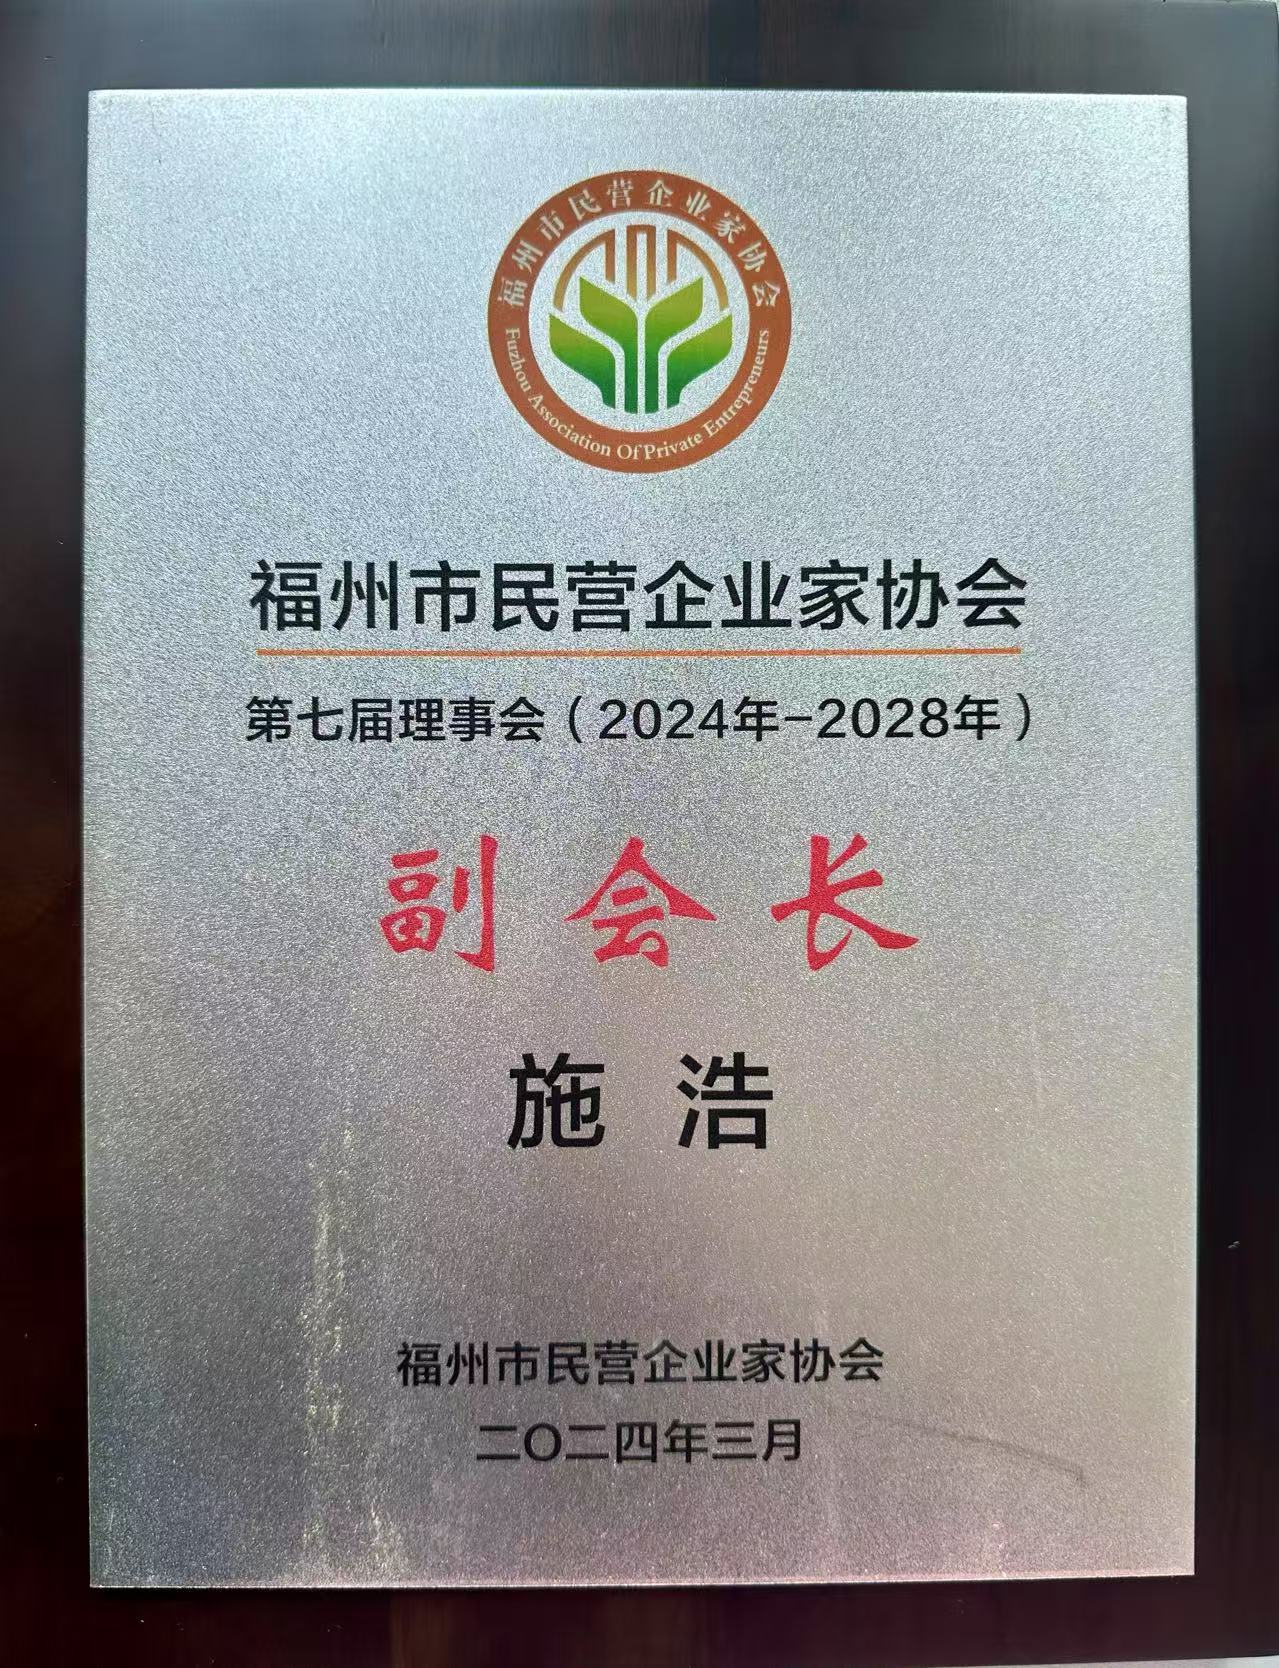 福州市民营企业家协会
Fuzhou Association Of Private Entrepreneurs
福州市民营企业家协会
第七届理事会（2024年-2028年）
副会长
施浩
福州市民营企业家协会
二〇二四年三月